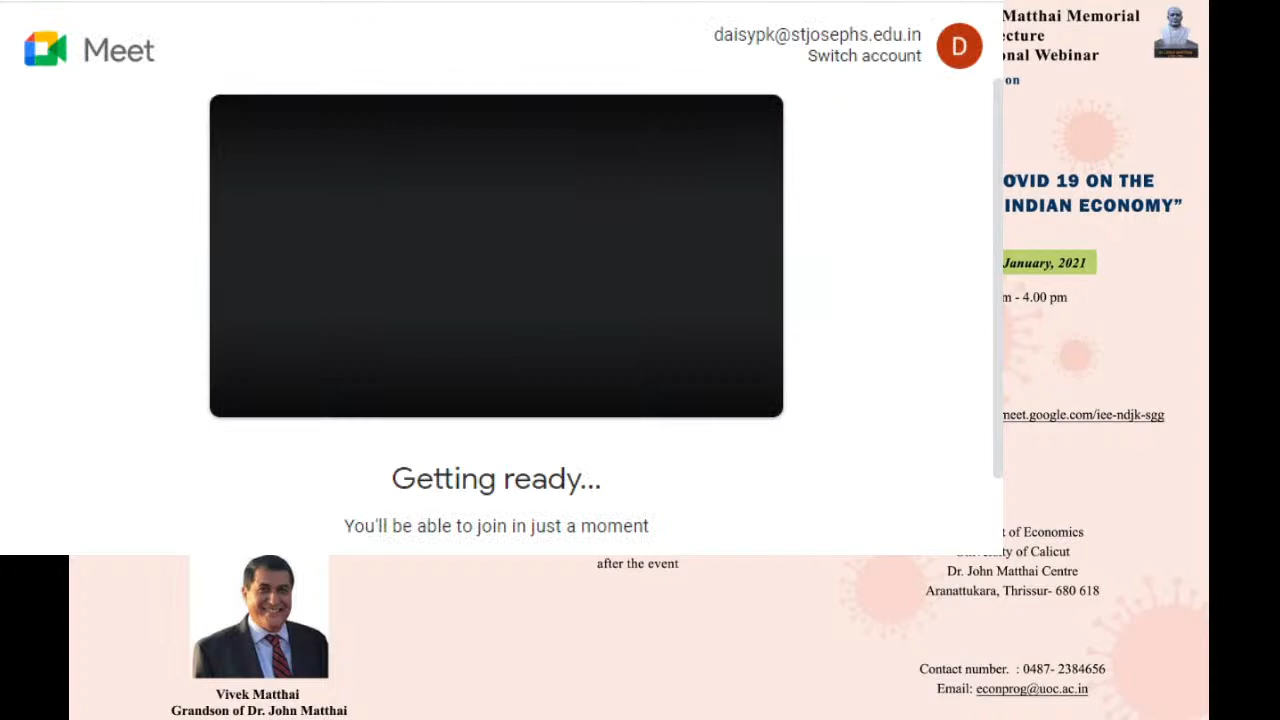 Meet
daisypk@stjosephs.edu.in
Switch account
D
Getting ready...
You'll be able to join in just a moment
Matthai Memorial
ecture
onal Webinar
on
OVID 19 ON THE
INDIAN ECONOMY”
January, 2021
m - 4.00 pm
meet.google.com/iee-ndjk-sgg
t of Economics
University of Calicut
Dr. John Matthai Centre
Aranattukara, Thrissur- 680 618
after the event
Contact number. : 0487- 2384656
Email: econprog@uoc.ac.in
Vivek Matthai
Grandson of Dr. John Matthai